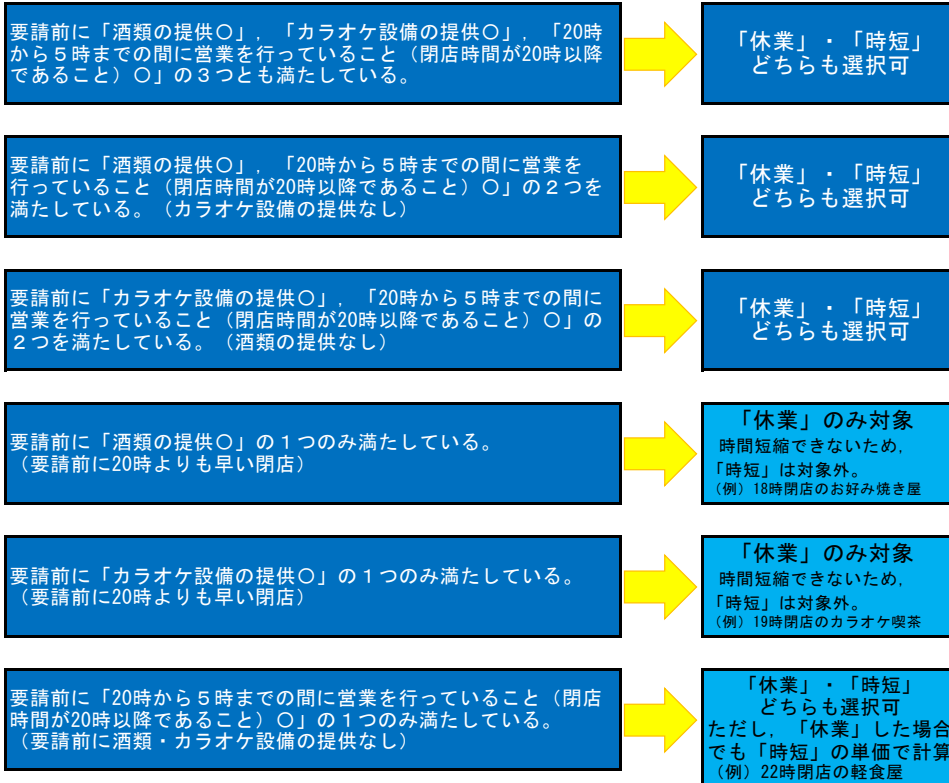 要請前に「酒類の提供〇」，「カラオケ設備の提供〇」，「20時
から５時までの間に営業を行っていること（閉店時間が20時以降
であること）〇」の３つとも満たしている。
「休業」・「時短」
どちらも選択可
要請前に「酒類の提供〇」，「20時から５時までの間に営業を
行っていること（閉店時間が20時以降であること）〇」の２つを
満たしている。（カラオケ設備の提供なし）
「休業」・「時短」
どちらも選択可
要請前に「カラオケ設備の提供〇」，「20時から５時までの間に
営業を行っていること（閉店時間が20時以降であること）〇」の
２つを満たしている。（酒類の提供なし）
「休業」・「時短」
どちらも選択可
要請前に「酒類の提供〇」の１つのみ満たしている。
（要請前に20時よりも早い閉店）
「休業」のみ対象
時間短縮できないため，
「時短」は対象外。
（例）18時閉店のお好み焼き屋
要請前に「カラオケ設備の提供〇」の１つのみ満たしている。
（要請前に20時よりも早い閉店）
「休業」のみ対象
時間短縮できないため，
「時短」は対象外。
（例）19時閉店のカラオケ喫茶
要請前に「20時から５時までの間に営業を行っていること（閉店
時間が20時以降であること）〇」の１つのみ満たしている。
（要請前に酒類・カラオケ設備の提供なし）
「休業」・「時短」
どちらも選択可
ただし，「休業」した場合
でも「時短」の単価で計算
（例）22時閉店の軽食屋